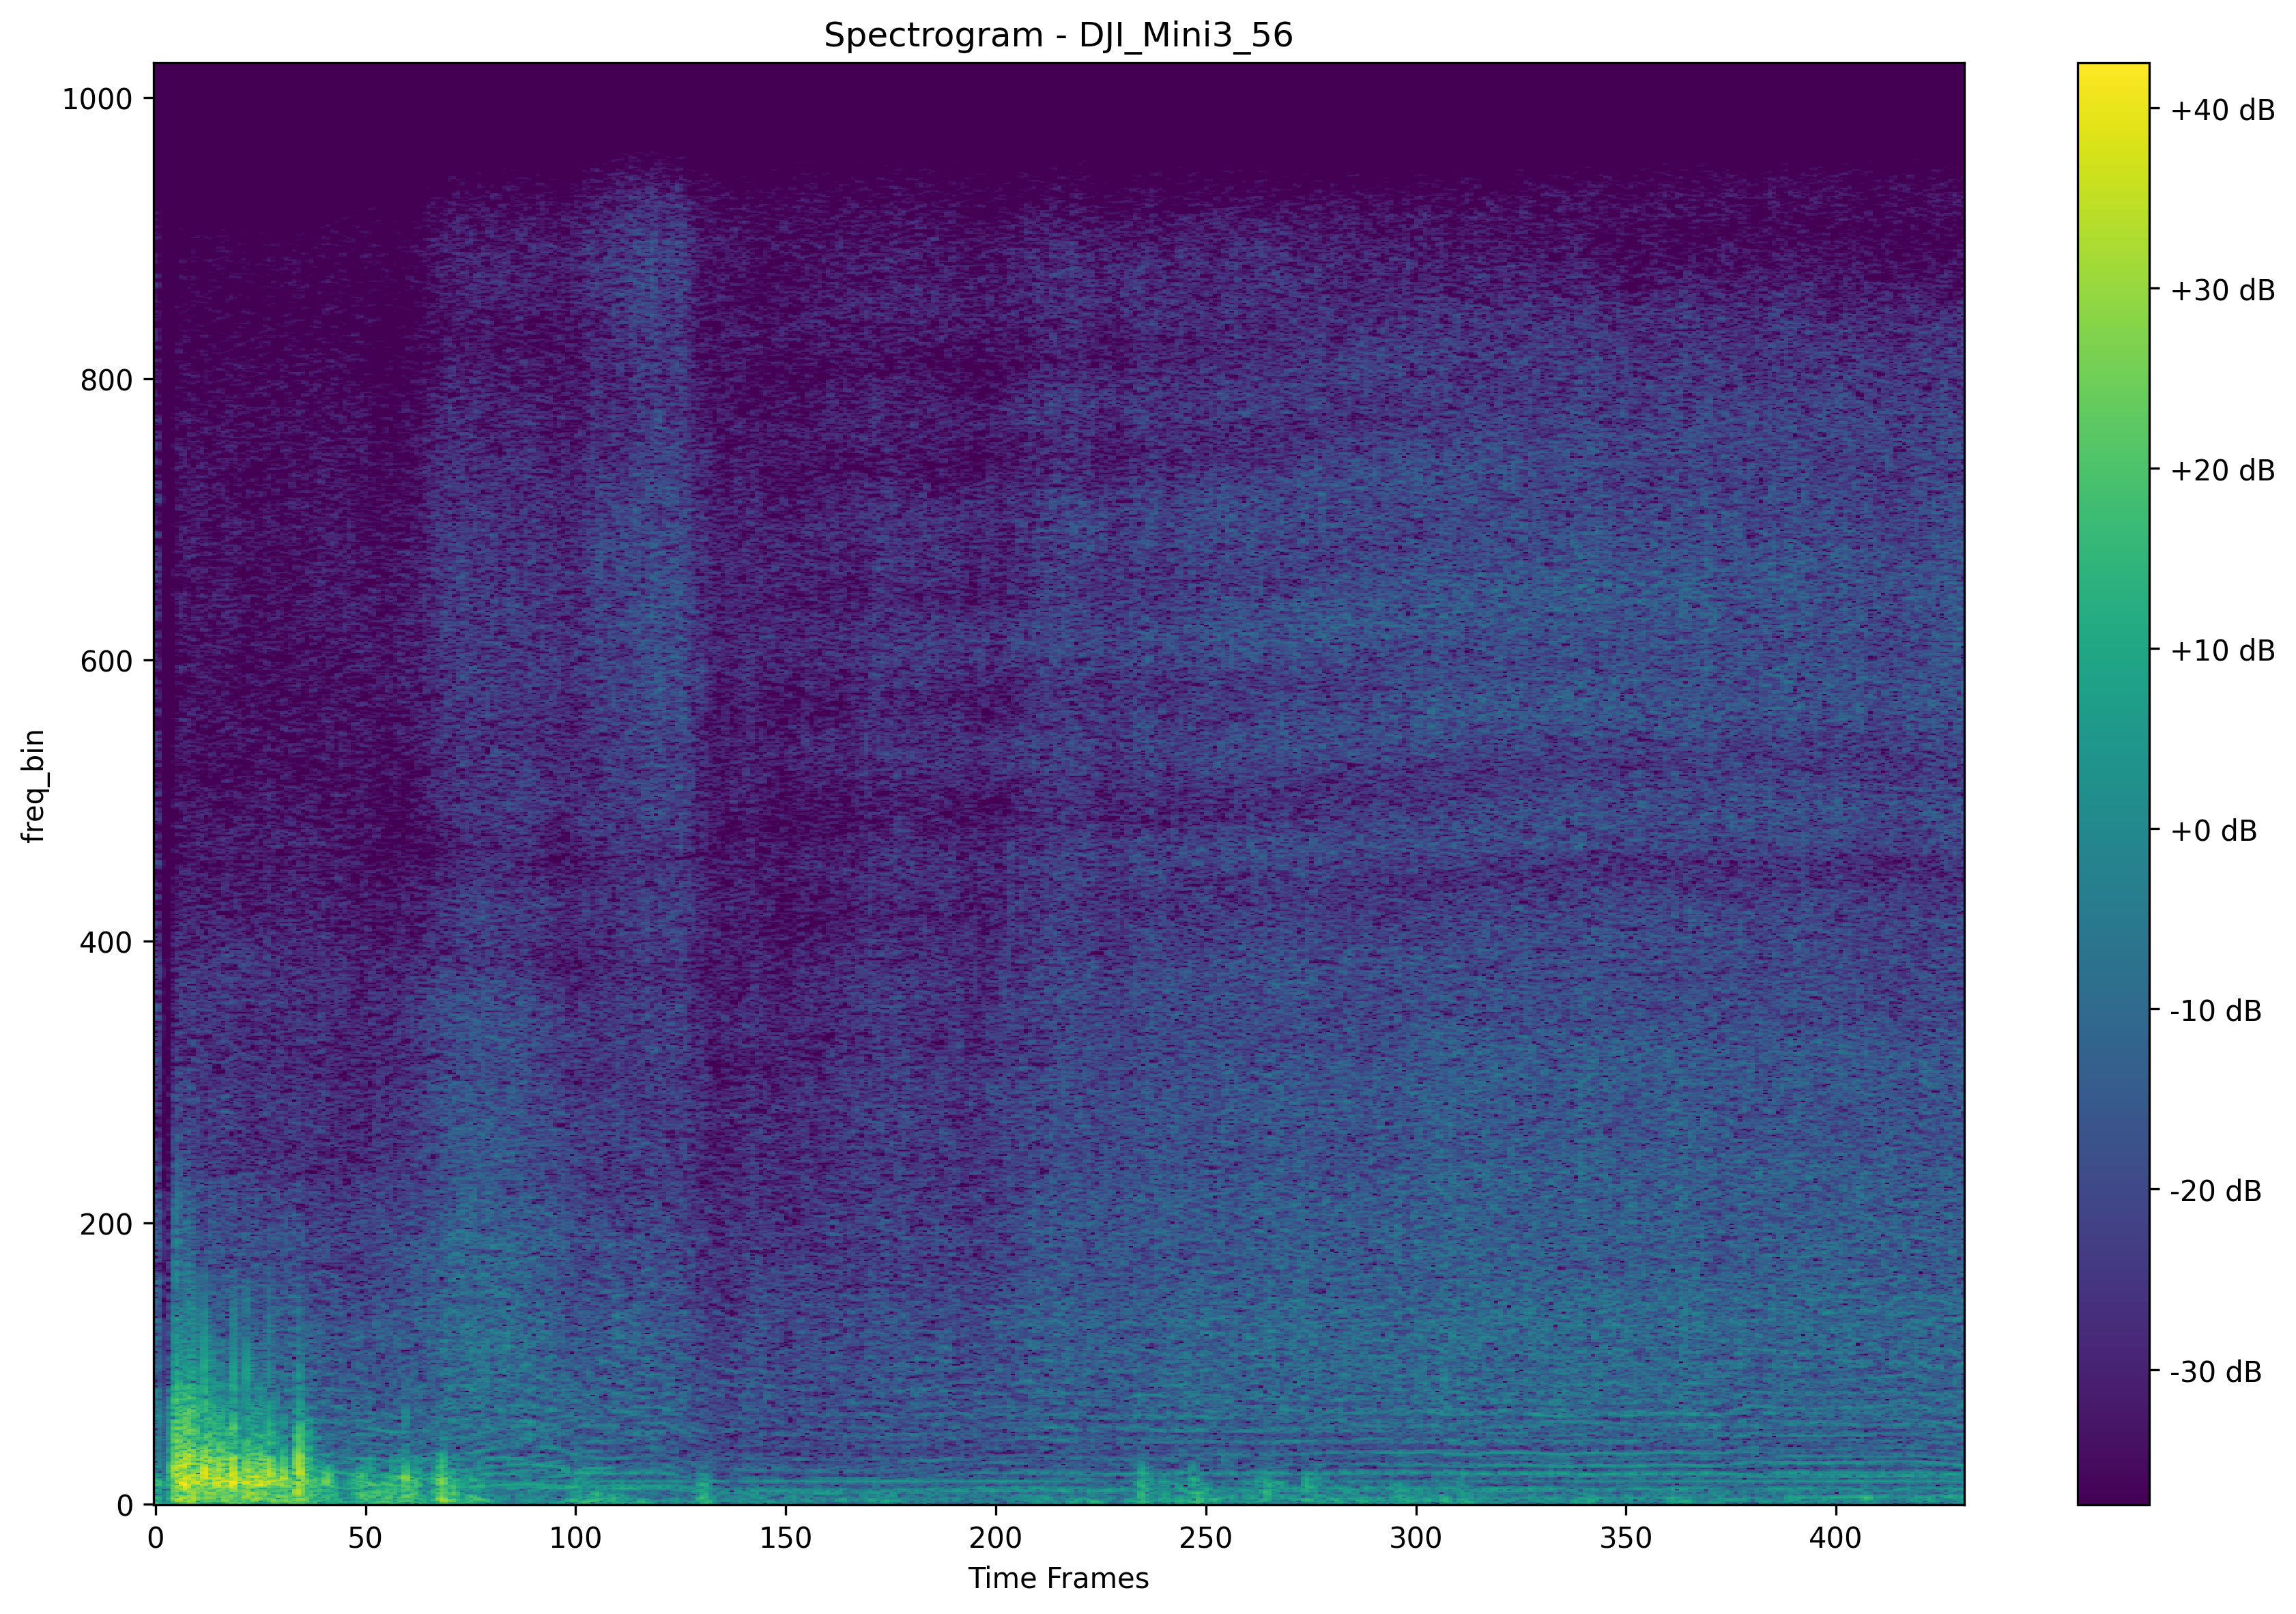 Spectrogram - DJI_Mini3_56
1000
800
600
400
200
0
freq_bin
0 50 100 150 200 250 300 350 400
Time Frames
+40 dB
+30 dB
+20 dB
+10 dB
+0 dB
-10 dB
-20 dB
-30 dB